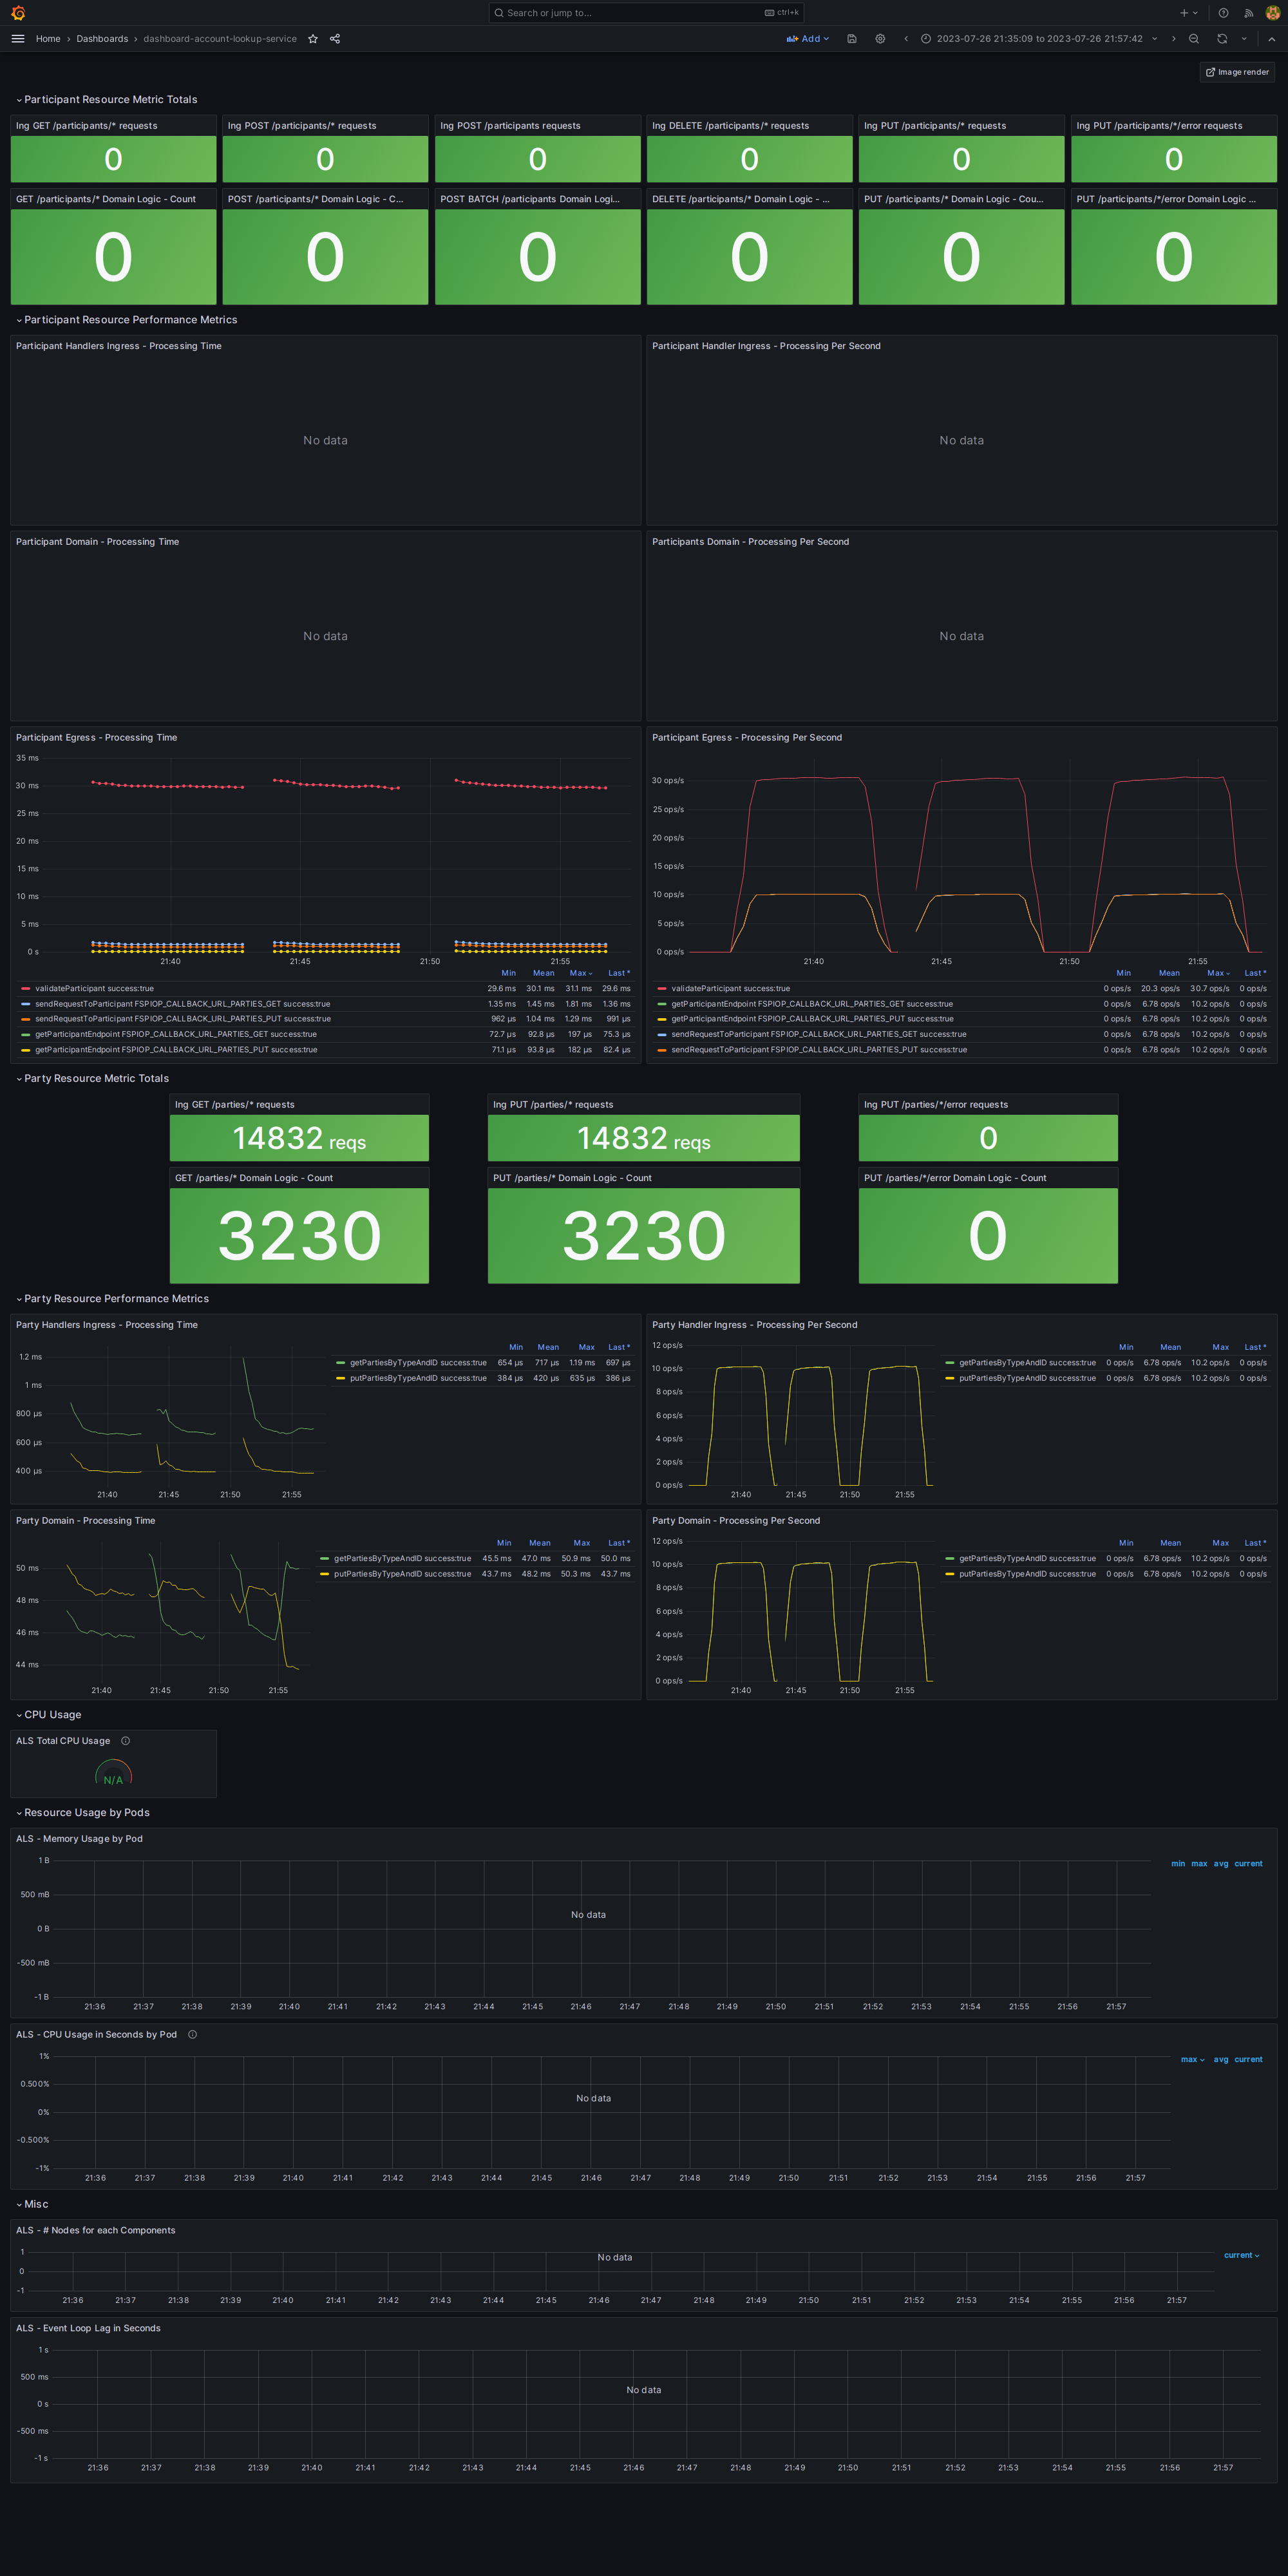 Search or jump to...
ctrl+k
Home › Dashboards › dashboard-account-lookup-service
Add
2023-07-26 21:35:09 to 2023-07-26 21:57:42
Image render
Participant Resource Metric Totals
Ing GET /participants/* requests
0
Ing POST /participants/* requests
0
Ing POST /participants requests
0
Ing DELETE /participants/* requests
0
Ing PUT /participants/* requests
0
Ing PUT /participants/*/error requests
0
GET /participants/* Domain Logic - Count
0
POST /participants/* Domain Logic - C...
0
POST BATCH /participants Domain Logi...
0
DELETE /participants/* Domain Logic - ...
0
PUT /participants/* Domain Logic - Cou...
0
PUT /participants/*/error Domain Logic ...
0
Participant Resource Performance Metrics
Participant Handlers Ingress - Processing Time
No data
Participant Handler Ingress - Processing Per Second
No data
Participant Domain - Processing Time
No data
Participants Domain - Processing Per Second
No data
Participant Egress - Processing Time
35 ms
30 ms
25 ms
20 ms
15 ms
10 ms
5 ms
0 s
21:40 21:45 21:50 21:55
Min Mean Max Last *
validateParticipant success:true 29.6 ms 30.1 ms 31.1 ms 29.6 ms
sendRequestToParticipant FSPIOP_CALLBACK_URL_PARTIES_GET success:true 1.35 ms 1.45 ms 1.81 ms 1.36 ms
sendRequestToParticipant FSPIOP_CALLBACK_URL_PARTIES_PUT success:true 962 µs 1.04 ms 1.29 ms 991 µs
getParticipantEndpoint FSPIOP_CALLBACK_URL_PARTIES_GET success:true 72.7 µs 92.8 µs 197 µs 75.3 µs
getParticipantEndpoint FSPIOP_CALLBACK_URL_PARTIES_PUT success:true 71.1 µs 93.8 µs 182 µs 82.4 µs
Participant Egress - Processing Per Second
30 ops/s
25 ops/s
20 ops/s
15 ops/s
10 ops/s
5 ops/s
0 ops/s
21:40 21:45 21:50 21:55
Min Mean Max Last *
validateParticipant success:true 0 ops/s 20.3 ops/s 30.7 ops/s 0 ops/s
getParticipantEndpoint FSPIOP_CALLBACK_URL_PARTIES_GET success:true 0 ops/s 6.78 ops/s 10.2 ops/s 0 ops/s
getParticipantEndpoint FSPIOP_CALLBACK_URL_PARTIES_PUT success:true 0 ops/s 6.78 ops/s 10.2 ops/s 0 ops/s
sendRequestToParticipant FSPIOP_CALLBACK_URL_PARTIES_GET success:true 0 ops/s 6.78 ops/s 10.2 ops/s 0 ops/s
sendRequestToParticipant FSPIOP_CALLBACK_URL_PARTIES_PUT success:true 0 ops/s 6.78 ops/s 10.2 ops/s 0 ops/s
Party Resource Metric Totals
Ing GET /parties/* requests
14832 reqs
Ing PUT /parties/* requests
14832 reqs
Ing PUT /parties/*/error requests
0
GET /parties/* Domain Logic - Count
3230
PUT /parties/* Domain Logic - Count
3230
PUT /parties/*/error Domain Logic - Count
0
Party Resource Performance Metrics
Party Handlers Ingress - Processing Time
1.2 ms
1 ms
800 µs
600 µs
400 µs
21:40 21:45 21:50 21:55
Min Mean Max Last *
getPartiesByTypeAndID success:true 654 µs 717 µs 1.19 ms 697 µs
putPartiesByTypeAndID success:true 384 µs 420 µs 635 µs 386 µs
Party Handler Ingress - Processing Per Second
12 ops/s
10 ops/s
8 ops/s
6 ops/s
4 ops/s
2 ops/s
0 ops/s
21:40 21:45 21:50 21:55
Min Mean Max Last *
getPartiesByTypeAndID success:true 0 ops/s 6.78 ops/s 10.2 ops/s 0 ops/s
putPartiesByTypeAndID success:true 0 ops/s 6.78 ops/s 10.2 ops/s 0 ops/s
Party Domain - Processing Time
50 ms
48 ms
46 ms
44 ms
21:40 21:45 21:50 21:55
Min Mean Max Last *
getPartiesByTypeAndID success:true 45.5 ms 47.0 ms 50.9 ms 50.0 ms
putPartiesByTypeAndID success:true 43.7 ms 48.2 ms 50.3 ms 43.7 ms
Party Domain - Processing Per Second
12 ops/s
10 ops/s
8 ops/s
6 ops/s
4 ops/s
2 ops/s
0 ops/s
21:40 21:45 21:50 21:55
Min Mean Max Last *
getPartiesByTypeAndID success:true 0 ops/s 6.78 ops/s 10.2 ops/s 0 ops/s
putPartiesByTypeAndID success:true 0 ops/s 6.78 ops/s 10.2 ops/s 0 ops/s
CPU Usage
ALS Total CPU Usage
N/A
Resource Usage by Pods
ALS - Memory Usage by Pod
1 B
500 mB
0 B
-500 mB
-1 B
No data
min max avg current
21:36 21:37 21:38 21:39 21:40 21:41 21:42 21:43 21:44 21:45 21:46 21:47 21:48 21:49 21:50 21:51 21:52 21:53 21:54 21:55 21:56 21:57
ALS - CPU Usage in Seconds by Pod
1%
0.500%
0%
-0.500%
-1%
No data
max avg current
21:36 21:37 21:38 21:39 21:40 21:41 21:42 21:43 21:44 21:45 21:46 21:47 21:48 21:49 21:50 21:51 21:52 21:53 21:54 21:55 21:56 21:57
Misc
ALS - # Nodes for each Components
1
0
-1
No data
current
21:36 21:37 21:38 21:39 21:40 21:41 21:42 21:43 21:44 21:45 21:46 21:47 21:48 21:49 21:50 21:51 21:52 21:53 21:54 21:55 21:56 21:57
ALS - Event Loop Lag in Seconds
1 s
500 ms
0 s
-500 ms
-1 s
No data
21:36 21:37 21:38 21:39 21:40 21:41 21:42 21:43 21:44 21:45 21:46 21:47 21:48 21:49 21:50 21:51 21:52 21:53 21:54 21:55 21:56 21:57